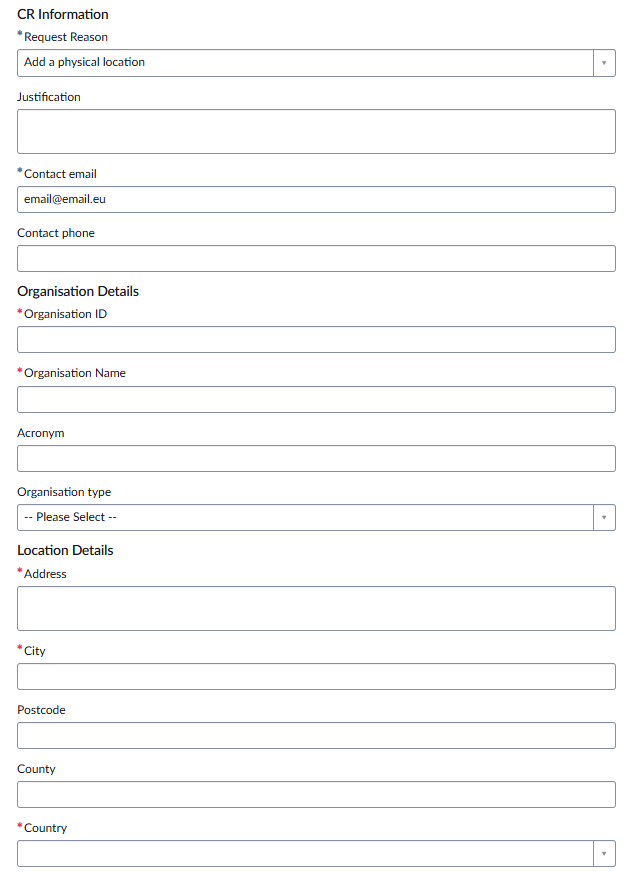 CR Information
* Request Reason
Add a physical location
Justification
* Contact email
email@email.eu
Contact phone
Organisation Details
* Organisation ID
* Organisation Name
Acronym
Organisation type
-- Please Select --
Location Details
* Address
* City
Postcode
County
* Country